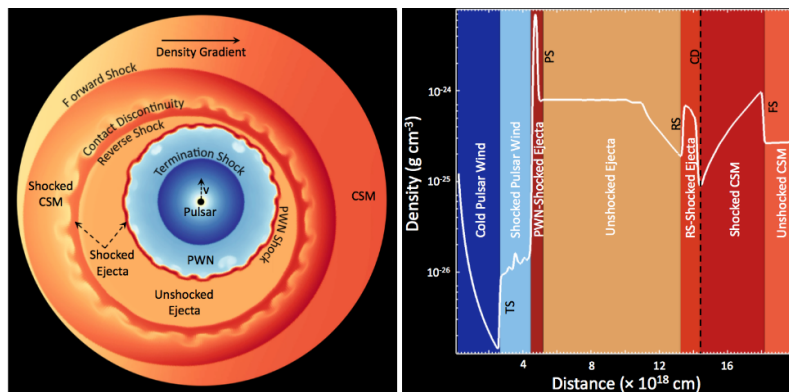 Density Gradient
Forward Shock
Contact Discontinuity
Reverse Shock
Termination Shock
v
Pulsar
Shocked
CSM
CSM
PWN Shock
PWN
Shocked
Ejecta
Unshocked
Ejecta
Density (g cm-3)
10-24
10-25
10-26
Cold Pulsar Wind
TS
Shocked Pulsar Wind
PWN-Shocked Ejecta
PS
Unshocked Ejecta
RS
RS-Shocked Ejecta
CD
Shocked CSM
FS
Unshocked CSM
4 8 12 16
Distance (× 10¹⁸ cm)